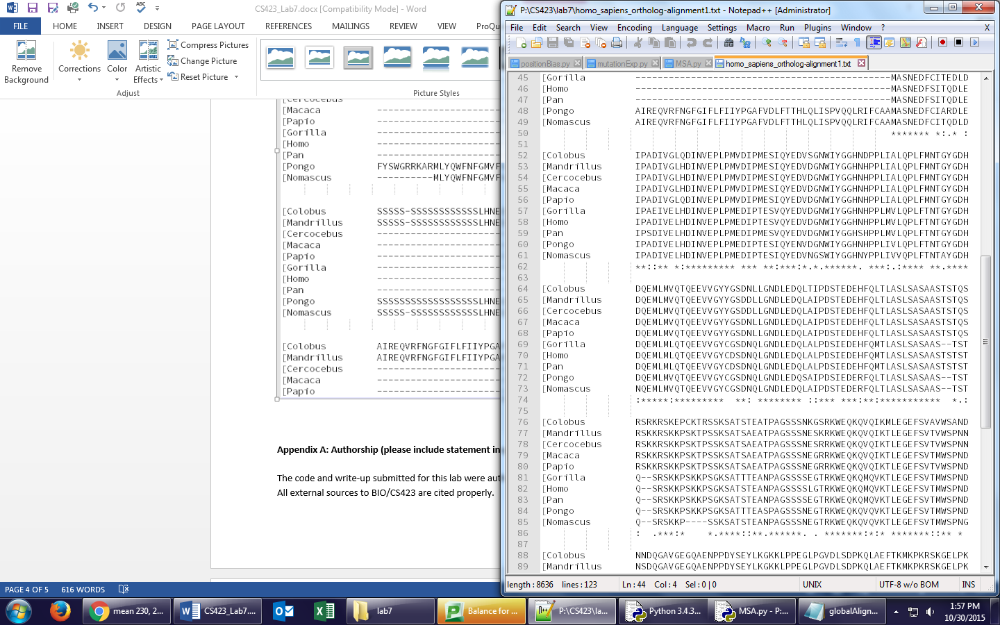 CS423_Lab7.docx [Compatibility Mode] - Word
FILE HOME INSERT DESIGN PAGE LAYOUT REFERENCES MAILINGS REVIEW VIEW ProQu
Remove Background
Corrections
Color
Artistic Effects
Compress Pictures
Change Picture
Reset Picture
Adjust
Picture Styles
[Cercocebus
[Macaca
[Papio
[Gorilla
[Homo
[Pan
[Pongo FYSWGRRKARMLYQWFNFGMVF
[Nomascus ----------MLYQWFNFGMVF
[Colobus SSSSS-SSSSSSSSSSSSLHNE
[Mandrillus SSSSS-SSSSSSSSSSSSLHNE
[Cercocebus
[Macaca
[Papio
[Gorilla
[Homo
[Pan
[Pongo SSSSSSSSSSSSSSSSSSLHNE
[Nomascus SSSSS-SSSSSSSSSSSSLHNE
[Colobus AIREQVRFNGFGIFLFIIYPGA
[Mandrillus AIREQVRFNGFGIFLFIIYPGA
[Cercocebus
[Macaca
[Papio
Appendix A: Authorship (please include statement in
The code and write-up submitted for this lab were aut
All external sources to BIO/CS423 are cited properly.
PAGE 4 OF 5 616 WORDS
P:\CS423\lab7\homo_sapiens_ortholog-alignment1.txt - Notepad++ [Administrator]
File Edit Search View Encoding Language Settings Macro Run Plugins Window ? X
positionBias.py mutationExp.py MSA.py homo_sapiens_ortholog-alignment1.txt
45 [Gorilla ----------------------------------------------MASNEDFCITEDLD
46 [Homo ----------------------------------------------MASNEDFSITQDLE
47 [Pan ----------------------------------------------MASNEDFSITQDLE
48 [Pongo AIREQVRFNGFGIFLFIIYPGAFVDLFTTHLQLISPVQQLRIFCAAMASNEDFCIARDLE
49 [Nomascus AIREQVRFNGFGIFLFIIYPGAFVDLFTTHLQLISPVQQLRIFCAAMASNEDFCITQDLD
50 ******* *:.* :
51
52 [Colobus IPADIVGLQDINVEPLPMVDIPMESIQYEDVSGNWIYGGHNDPPLIALQPLFMNTGYGDH
53 [Mandrillus IPADIVGLHDINVEPLPMVDIPMESIQYEDVDGNWIYGGHNHPPLIALQPLFMNTGYGDH
54 [Cercocebus IPADIVGLHDINVEPLPMVDIPMESIQYEDVDGNWIYGGHNHPPLIALQPLFMNTGYGDH
55 [Macaca IPADIVGLHDINVEPLPMVDIPMESIQYEDVDGNWIYGGHNHPPLIALQPLFMNTGYGDH
56 [Papio IPADIVGLQDINVEPLPMVDIPMESIQYEDVDGNWIYGGHNHPPLIALQPLFMNTGYGDH
57 [Gorilla IPAEIVELHDINVEPLPMEDIPTESVQYEDVDGNWIYGGHNHPPLMVLQPLFTNTGYGDH
58 [Homo IPADIVELHDINVEPLPMEDIPTESVQYEDVDGNWIYGGHNHPPLMVLQPLFTNTGYGDH
59 [Pan IPSDIVELHDINVEPLPMEDIPTESVQYEDVDGNWIYGGHSHPPLMVLQPLFTNTGYGDH
60 [Pongo IPADIVELHDINVEPLPMEDIPTESIQYENVDGNWIYGGHNHPPLIVLQPLFTNTGYGDH
61 [Nomascus IPADIVELHDINVEPLPMEDIPTESIQYEDVNGSWIYGGHNYPPLIVVQPLFTNTAYGDH
62 **::** *:********* *** **:***:*.*.******. ***:.:**** **.****
63
64 [Colobus DQEMLMVQTQEEVVGYYGSDNLLGNDLEDQLTIPDSTEDEHFQLTLASLSASAASTSTQS
65 [Mandrillus DQEMLMVQTQEEVVGYYGSDDLLGNDLEDQLAIPDSTEDEHFQLTLASLSASAASTSTQS
66 [Cercocebus DQEMLMVQTQEEVVGYYGSDDLLGNDLEDQLAIPDSTEDEHFQLTLASLSASAASTSTQS
67 [Macaca DQEMLMVQTQEEVVGYYGSDNLLGNDLEDQLAIPDSTEDEHFQLTLASLSASAASTSTQS
68 [Papio DQEMLMVQTQEEVVGYYGSDNLLGNDLEDQLAIPDSTEDEHFQLTLASLSASAASTSTQS
69 [Gorilla DQEMLMLQTQEEVVGYCGSDNQLGNDLEDQLALPDSIEDEHFQMTLASLSASAAS--TST
70 [Homo DQEMLMLQTQEEVVGYCDSDNQLGNDLEDQLALPDSIEDEHFQMTLASLSASAASTSTST
71 [Pan DQEMLMLQTQEEVVGYCDSDNQLGNDLEDQLALPDSIEDEHFQMTLASLSASAASTSTST
72 [Pongo DQEMLMVQTQEEVVGYCGSDNQLGNDLEDQSAIPDSIEDERFQLTLASLSASAAS--TST
73 [Nomascus NQEMLMVQTQEEVVGYCGSDNQLGNDLEDQLAIPDSTEDERFQLTLASLSASAAS--TST
74 :*****:********* **: ******** ::*** ***:**:*********** *.:
75
76 [Colobus RSRKRSKEPCKTRSSKSATSTEATPAGSSSNKGSRKWEQKQVQIKMLEGEFSVAVWSAND
77 [Mandrillus RSKKRSKKPSKTPSSKSATSAEATPAGSSSNESRKWEQKQVQIKTLEGEFSVTVWSPNN
78 [Cercocebus RSKKRSKKPSKTPSSKSATSAEATPAGSSSNESRRKWEQKQVQIKTLEGEFSVTVWSPNN
79 [Macaca RSKKRSKKPSKTPSSKSATSAEATPAGSSSNEGRRKWEQKQVQIKTLEGEFSVTMWSPND
80 [Papio RSKKRSKKPSKTPSSKSATSAEATPAGSSSNESRRKWEQKQVQIKTLEGEFSVTVWSPND
81 [Gorilla Q--SRSKKPSKKPSGKSATTTEANPAGSSSSEGTRKWEQKQMQVKTLEGEFSVTMWSPND
82 [Homo Q--SRSKKPSKKPSGKSATSTEANPAGSSSSLGTRKWEQKQMQVKTLEGEFSVTMWSPND
83 [Pan Q--SRSKKPSKKPSGKSATSTEANPAGSSSSEGTRKWEQKQMQVKTLEGEFSVTMWSPND
84 [Pongo Q--SRSKKPSKKPSGKSATTTEASPAGSSSNEGTRKWEQKQVQVKTLEGEFSVTMWSPND
85 [Nomascus Q--SRSKKP----SSKSATSTEANPAGSSSNEGTRKWEQKQVQVKTLEGEFSVTMWSPNG
86 : .***:* *.****::**.******. . *******:*:* *******::** *
87
88 [Colobus NNDQGAVGEGQAENPPDYSEYLKGKKLPPEGLPGVDLSDPKQLAEFTKMKPKRSKGELPK
89 [Mandrillus NSDQGAVGEGQAENPPDYSEYLKGKKLPPEGLPGVDLSDPKQLAEFTKMKPKRSKGELPK
length : 8636 lines : 123 Ln : 44 Col : 4 Sel : 0 | 0 UNIX UTF-8 w/o BOM INS
mean 230, 2... CS423_Lab7.... lab7 Balance for ... P:\CS423\la... Python 3.4.3... MSA.py - P:... globalAlign... 1:57 PM
10/30/2015